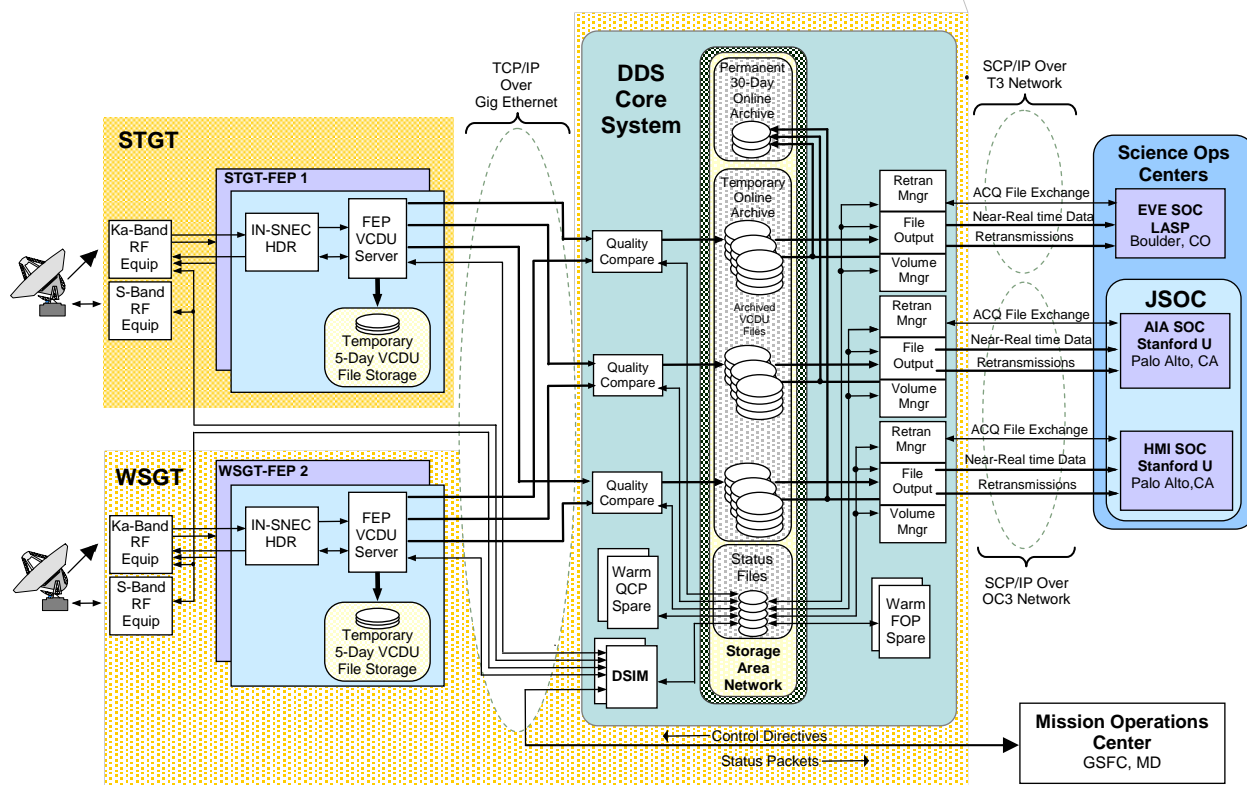 TCP/IP
Over
Gig Ethernet
STGT
STGT-FEP 1
Ka-Band
RF
Equip
S-Band
RF
Equip
IN-SNEC
HDR
FEP
VCDU
Server
Temporary
5-Day VCDU
File Storage
WSGT
WSGT-FEP 2
Ka-Band
RF
Equip
S-Band
RF
Equip
IN-SNEC
HDR
FEP
VCDU
Server
Temporary
5-Day VCDU
File Storage
DDS
Core
System
Quality
Compare
Quality
Compare
Quality
Compare
Warm
QCP
Spare
DSIM
Permanent
30-Day
Online
Archive
Temporary
Online
Archive
Archived
VCDU
Files
Status
Files
Storage
Area
Network
Retran
Mngr
File
Output
Volume
Mngr
Retran
Mngr
File
Output
Volume
Mngr
Retran
Mngr
File
Output
Volume
Mngr
Warm
FOP
Spare
SCP/IP Over
T3 Network
ACQ File Exchange
Near-Real time Data
Retransmissions
ACQ File Exchange
Near-Real time Data
Retransmissions
ACQ File Exchange
Near-Real time Data
Retransmissions
SCP/IP Over
OC3 Network
Science Ops
Centers
EVE SOC
LASP
Boulder, CO
JSOC
AIA SOC
Stanford U
Palo Alto, CA
HMI SOC
Stanford U
Palo Alto,CA
Control Directives
Status Packets
Mission Operations
Center
GSFC, MD